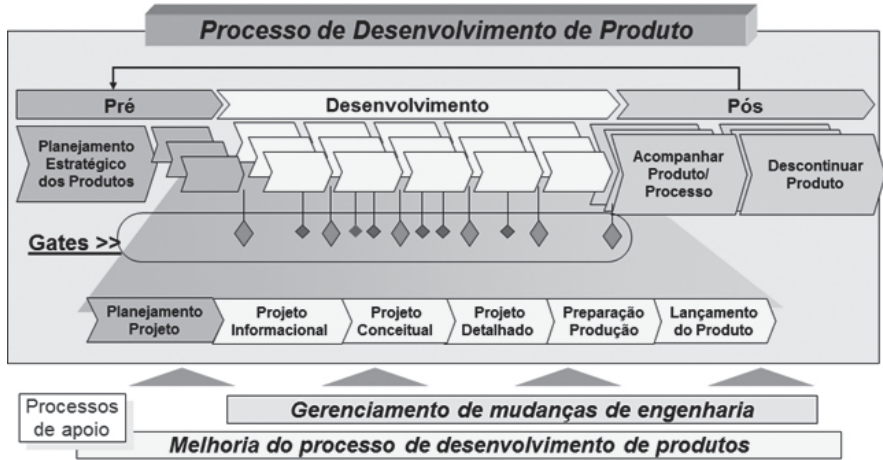 Processo de Desenvolvimento de Produto
Pré
Desenvolvimento
Pós
Planejamento
Estratégico
dos Produtos
Acompanhar
Produto/
Processo
Descontinuar
Produto
Gates >>
Planejamento
Projeto
Projeto
Informacional
Projeto
Conceitual
Projeto
Detalhado
Preparação
Produção
Lançamento
do Produto
Processos
de apoio
Gerenciamento de mudanças de engenharia
Melhoria do processo de desenvolvimento de produtos